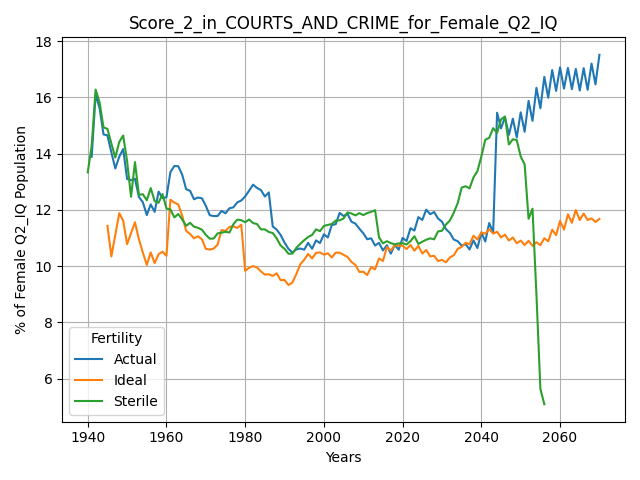 Score_2_in_COURTS_AND_CRIME_for_Female_Q2_IQ
% of Female Q2_IQ Population
18
16
14
12
10
8
6
Fertility
Actual
Ideal
Sterile
1940 1960 1980 2000 2020 2040 2060
Years